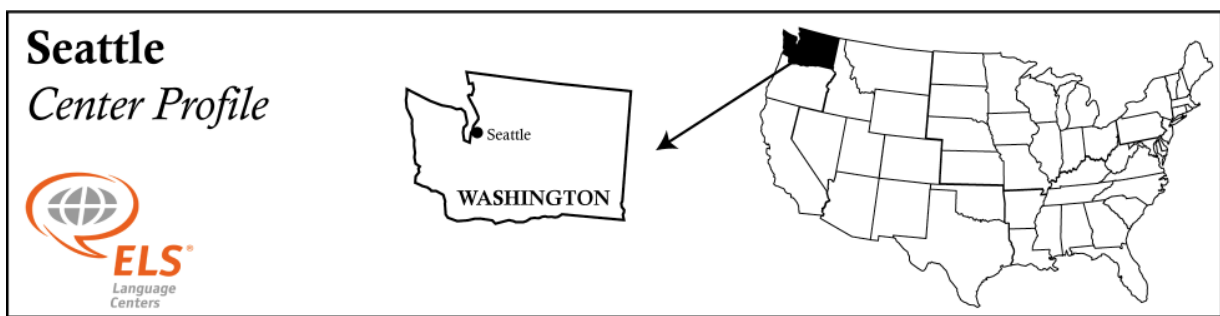 Seattle
Center Profile
Seattle
WASHINGTON
ELS®
Language
Centers